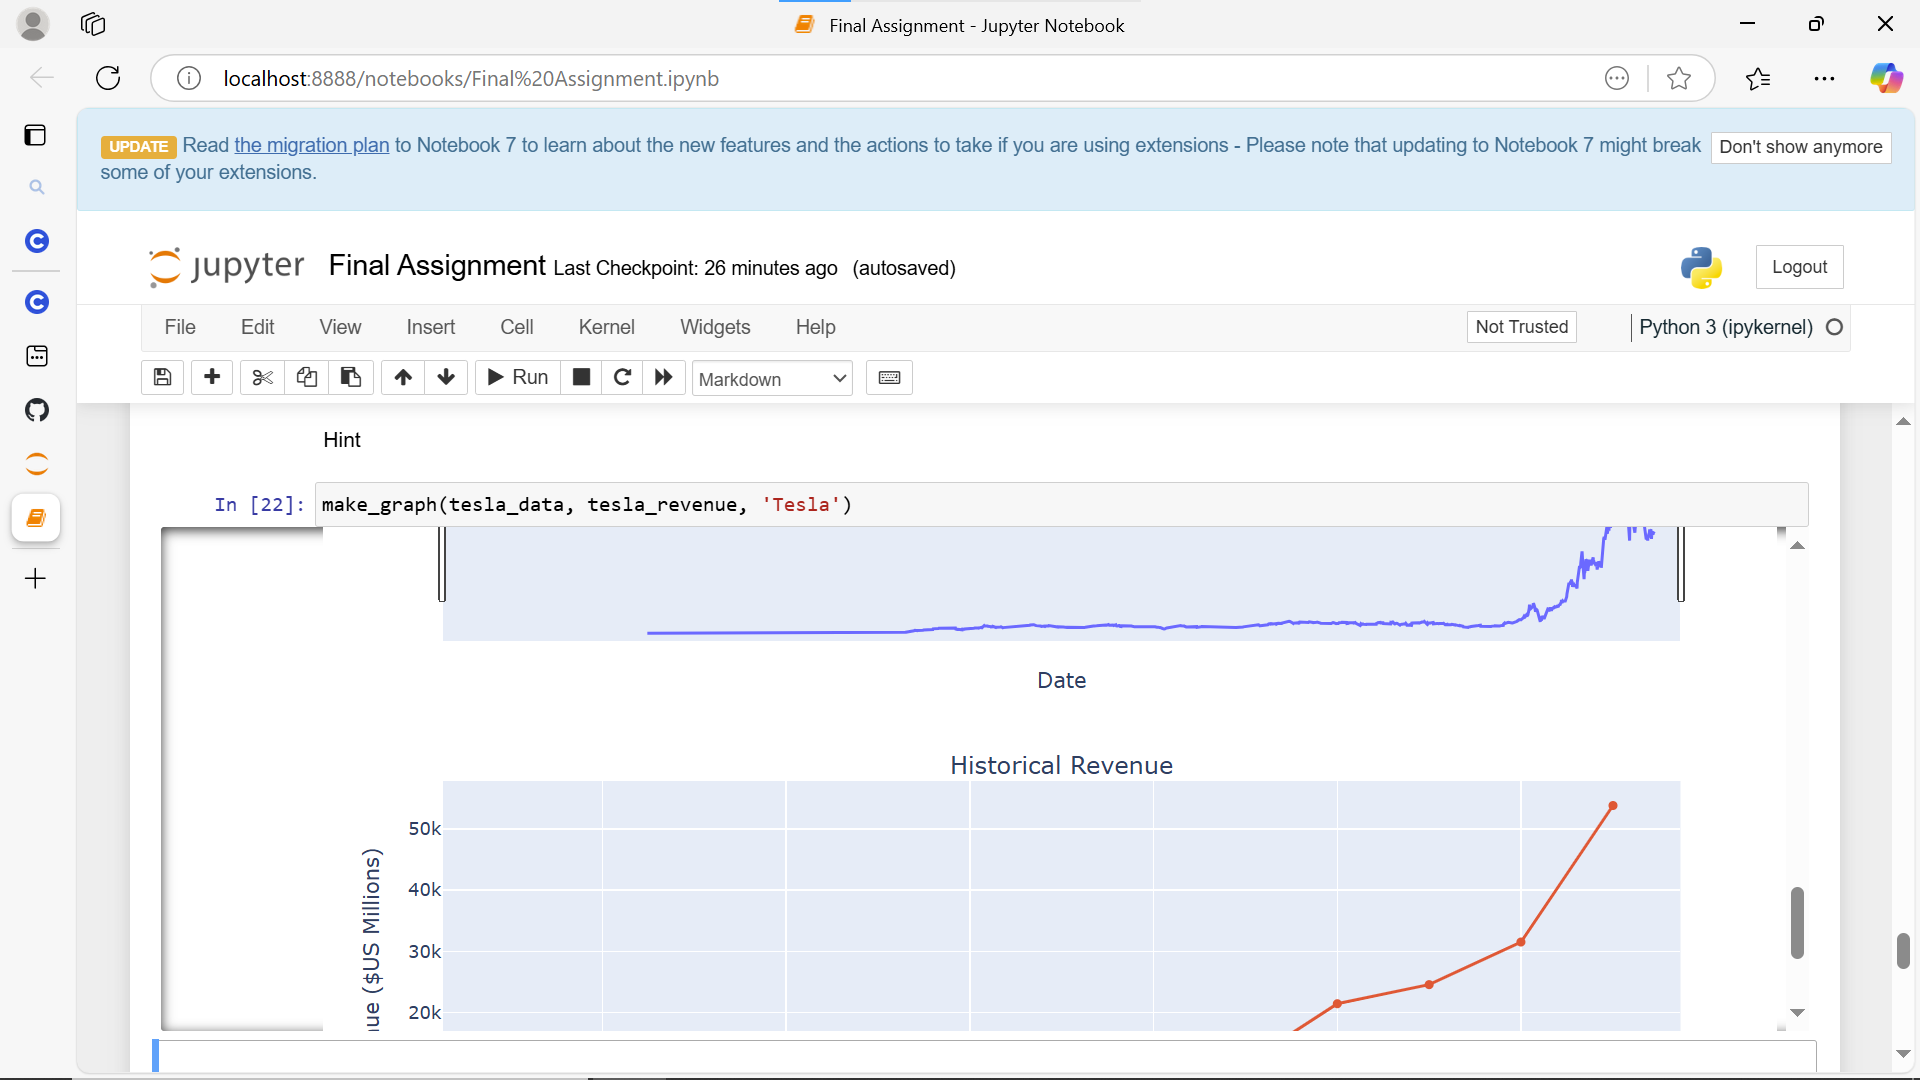 Final Assignment - Jupyter Notebook
localhost:8888/notebooks/Final%20Assignment.ipynb
UPDATE Read the migration plan to Notebook 7 to learn about the new features and the actions to take if you are using extensions - Please note that updating to Notebook 7 might break
some of your extensions.
Don't show anymore
jupyter Final Assignment Last Checkpoint: 26 minutes ago (autosaved)
Logout
File Edit View Insert Cell Kernel Widgets Help
Not Trusted
Python 3 (ipykernel)
Run
Markdown
Hint
In [22]: make_graph(tesla_data, tesla_revenue, 'Tesla')
Date
Historical Revenue
50k
40k
30k
20k
($US Millions)